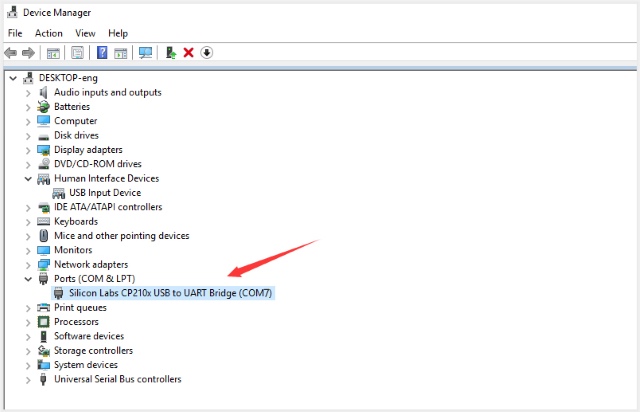 Device Manager
File Action View Help
DESKTOP-eng
Audio inputs and outputs
Batteries
Computer
Disk drives
Display adapters
DVD/CD-ROM drives
Human Interface Devices
USB Input Device
IDE ATA/ATAPI controllers
Keyboards
Mice and other pointing devices
Monitors
Network adapters
Ports (COM & LPT)
Silicon Labs CP210x USB to UART Bridge (COM7)
Print queues
Processors
Software devices
Storage controllers
System devices
Universal Serial Bus controllers